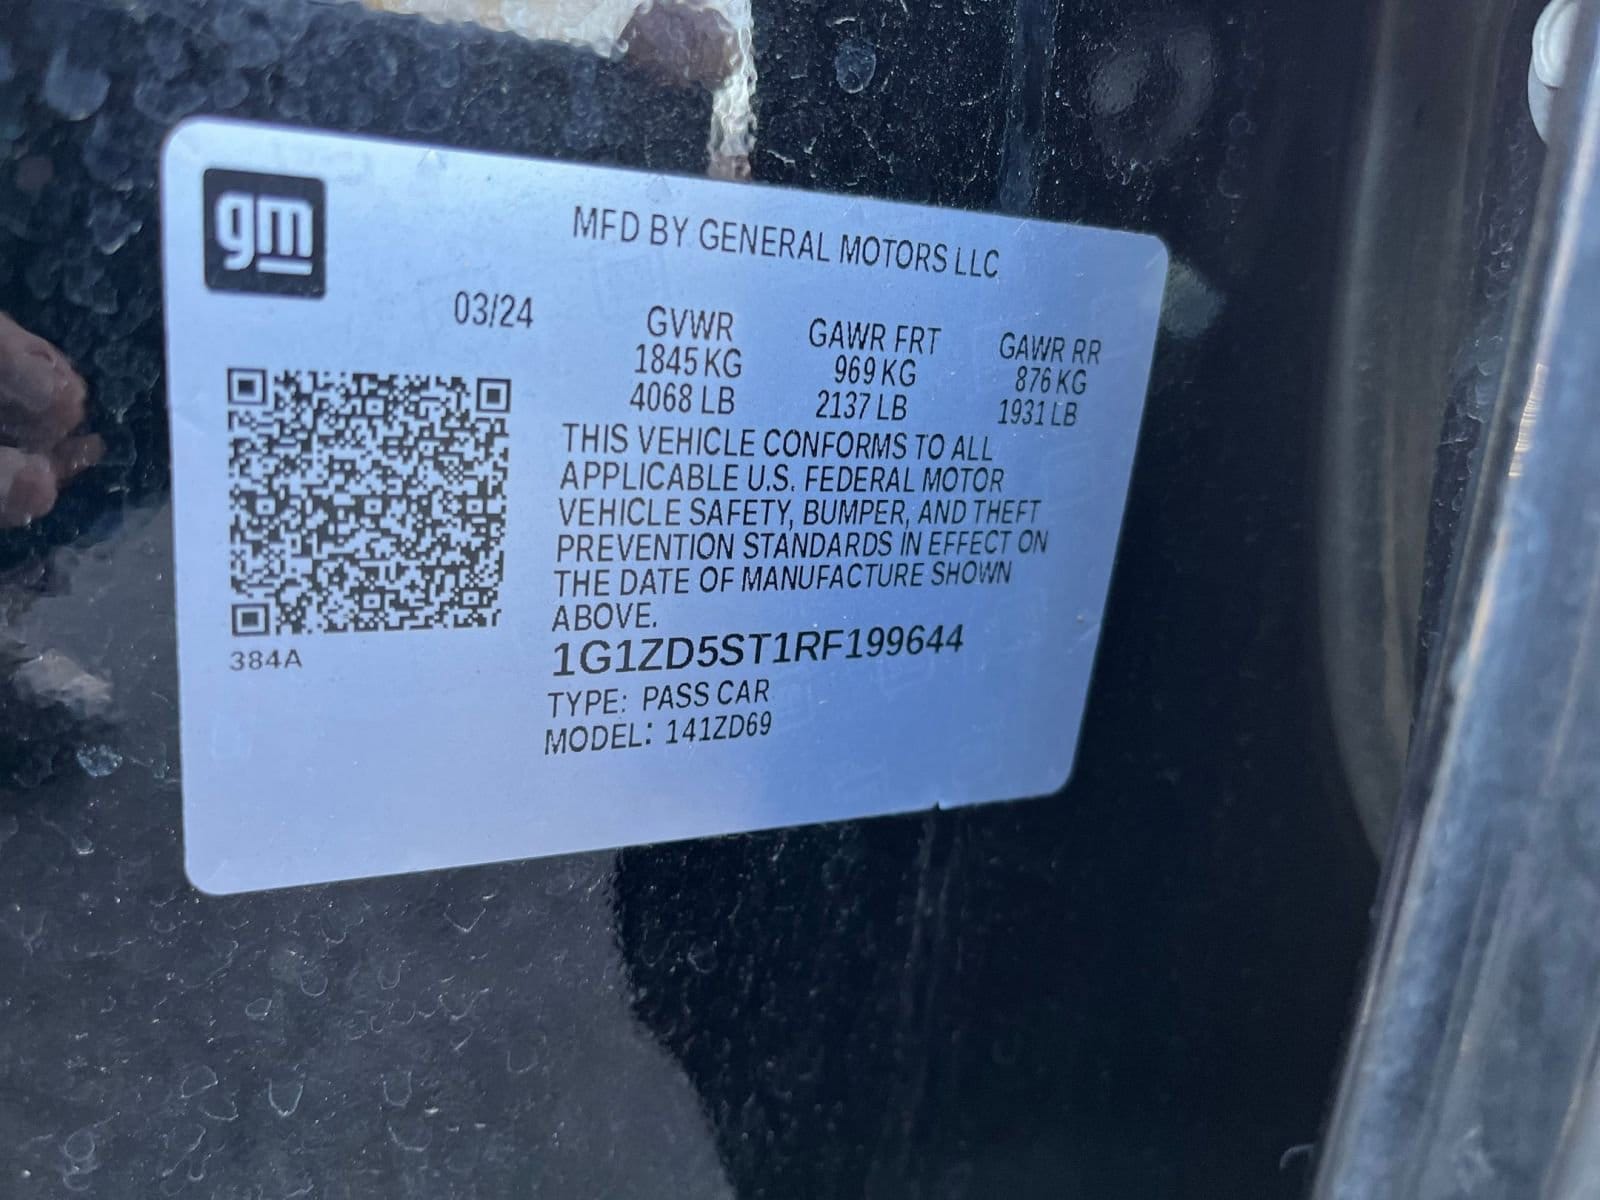 gm
MFD BY GENERAL MOTORS LLC
03/24
GVWR GAWR FRT GAWR RR
1845 KG 969 KG 876 KG
4068 LB 2137 LB 1931 LB
THIS VEHICLE CONFORMS TO ALL
APPLICABLE U.S. FEDERAL MOTOR
VEHICLE SAFETY, BUMPER, AND THEFT
PREVENTION STANDARDS IN EFFECT ON
THE DATE OF MANUFACTURE SHOWN
ABOVE.
384A
1G1ZD5ST1RF199644
TYPE: PASS CAR
MODEL: 141ZD69